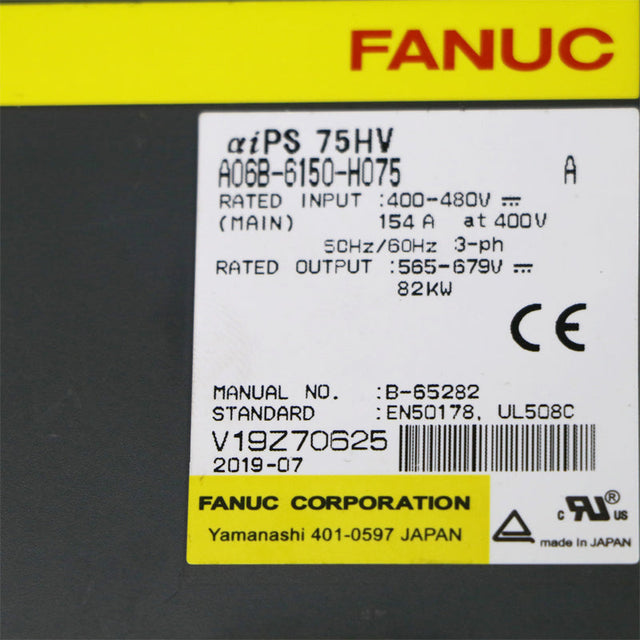 FANUC
αiPS 75HV
A06B-6150-H075 A
RATED INPUT :400-480V ⎓
(MAIN) 154 A at 400V
50Hz/60Hz 3-ph
RATED OUTPUT :565-679V ⎓
82KW
CE
MANUAL NO. :B-65282
STANDARD :EN50178, UL508C
V19Z70625
2019-07
FANUC CORPORATION
Yamanashi 401-0597 JAPAN
c RU ® US
made in JAPAN